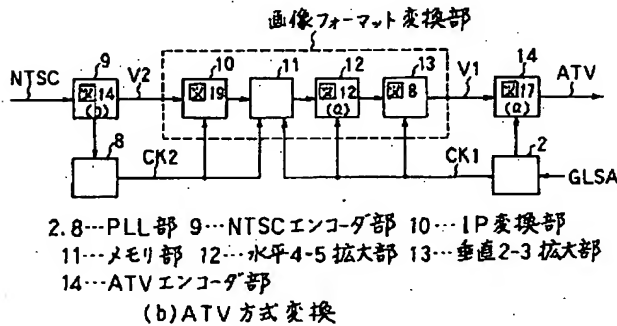 画像フォーマット変換部
9 10 11 12 13 14
NTSC V2 V1 ATV
図14(b) 図19 図12(a) 図8 図17(a)
8 CK2 CK1 2
GLSA
2.8…PLL部 9…NTSCエンコーダ部 10…IP変換部
11…メモリ部 12…水平4-5拡大部 13…垂直2-3拡大部
14…ATVエンコーダ部
(b)ATV方式変換